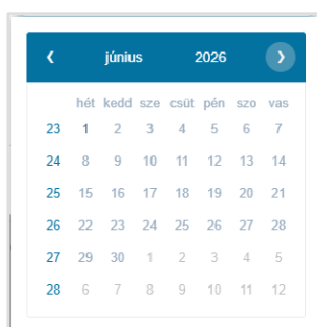 ❮ június 2026 ❯
hét kedd sze csüt pén szo vas
23 1 2 3 4 5 6 7
24 8 9 10 11 12 13 14
25 15 16 17 18 19 20 21
26 22 23 24 25 26 27 28
27 29 30 1 2 3 4 5
28 6 7 8 9 10 11 12